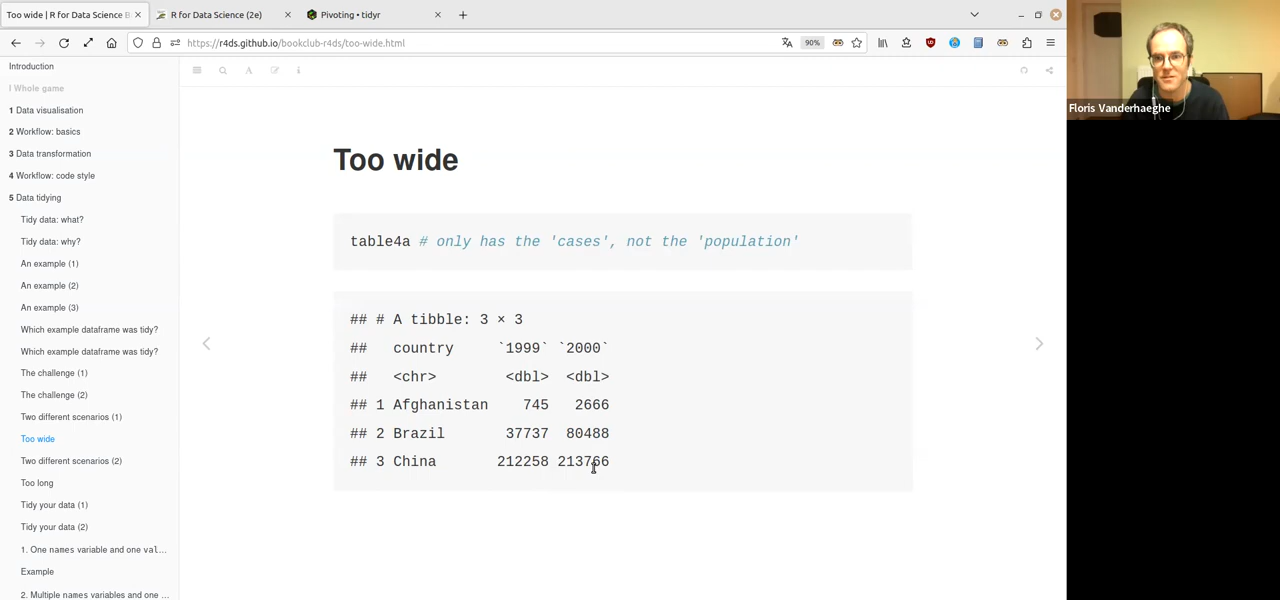 Too wide | R for Data Science B
R for Data Science (2e)
Pivoting • tidyr
https://r4ds.github.io/bookclub-r4ds/too-wide.html
90%
Introduction
I Whole game
1 Data visualisation
2 Workflow: basics
3 Data transformation
4 Workflow: code style
5 Data tidying
Tidy data: what?
Tidy data: why?
An example (1)
An example (2)
An example (3)
Which example dataframe was tidy?
Which example dataframe was tidy?
The challenge (1)
The challenge (2)
Two different scenarios (1)
Too wide
Two different scenarios (2)
Too long
Tidy your data (1)
Tidy your data (2)
1. One names variable and one val…
Example
2. Multiple names variables and one …
Too wide
table4a # only has the 'cases', not the 'population'
## # A tibble: 3 × 3
##   country     `1999` `2000`
##   <chr>        <dbl>  <dbl>
## 1 Afghanistan    745   2666
## 2 Brazil       37737  80488
## 3 China       212258 213766
Floris Vanderhaeghe